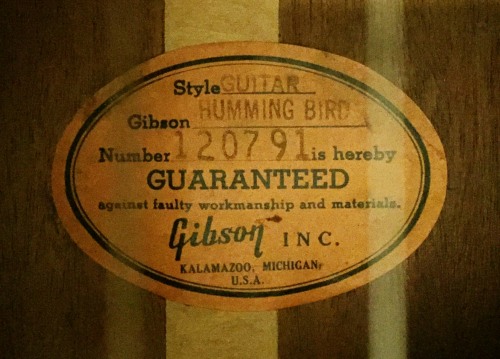 Style GUITAR
Gibson HUMMING BIRD
Number 120791 is hereby
GUARANTEED
against faulty workmanship and materials.
Gibson INC.
KALAMAZOO, MICHIGAN,
U.S.A.